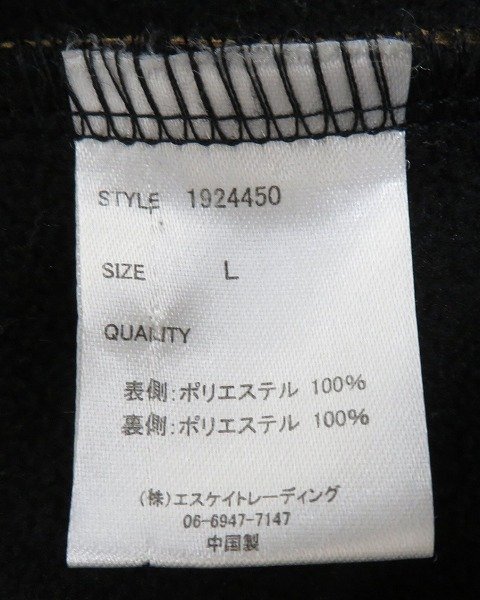 STYLE 1924450
SIZE L
QUALITY
表側:ポリエステル 100%
裏側:ポリエステル 100%
(株)エスケイトレーディング
06-6947-7147
中国製